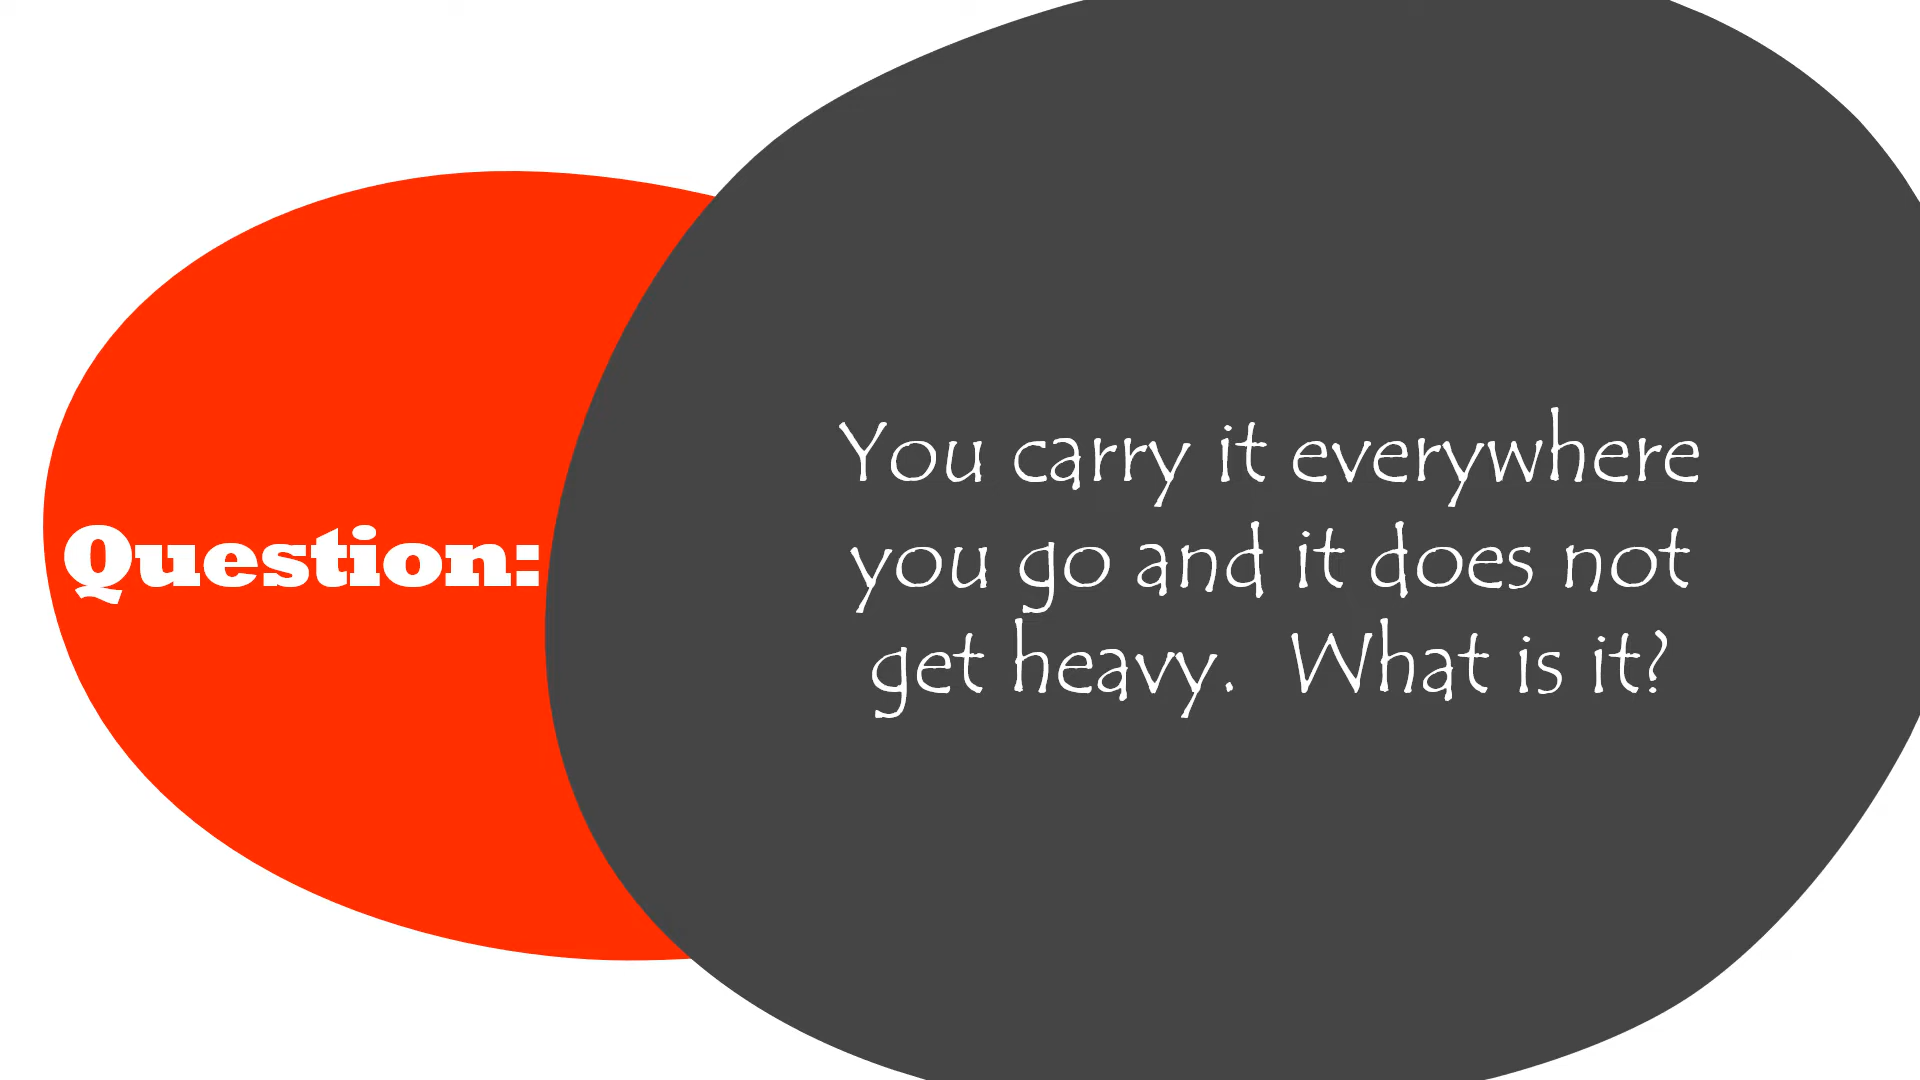 Question:
You carry it everywhere
you go and it does not
get heavy.  What is it?